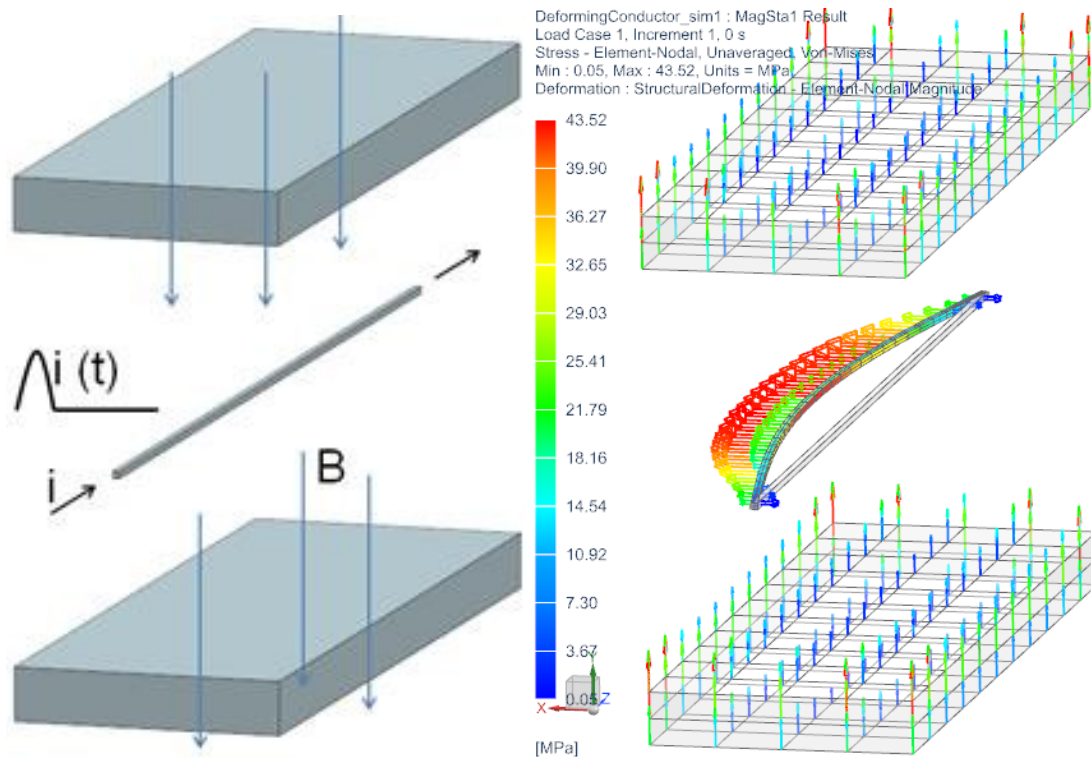 i (t)
i
B
DeformingConductor_sim1 : MagSta1 Result
Load Case 1, Increment 1, 0 s
Stress - Element-Nodal, Unaveraged, Von-Mises
Min : 0.05, Max : 43.52, Units = MPa
Deformation : StructuralDeformation - Element-Nodal Magnitude
43.52
39.90
36.27
32.65
29.03
25.41
21.79
18.16
14.54
10.92
7.30
3.67
0.05
Y
X
Z
[MPa]